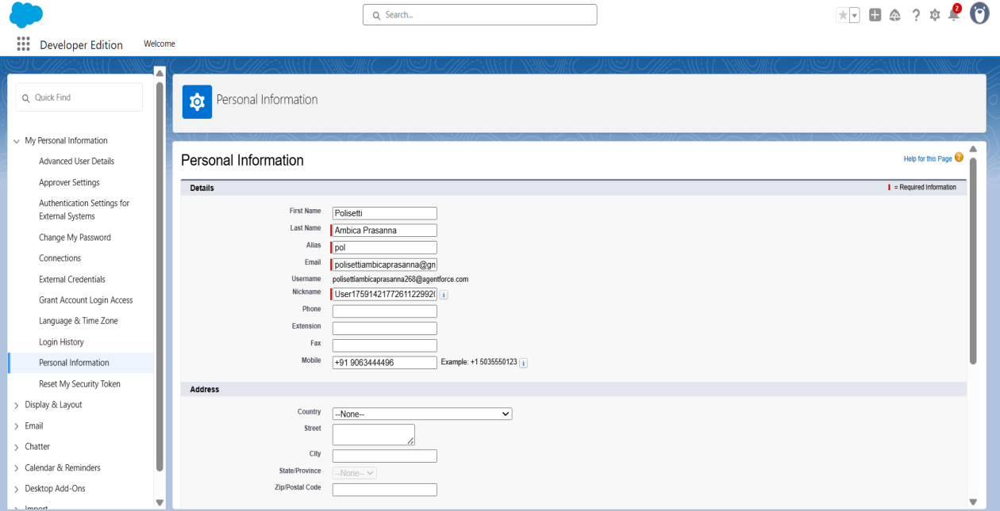 Search...
2
Developer Edition
Welcome
Quick Find
My Personal Information
Advanced User Details
Approver Settings
Authentication Settings for
External Systems
Change My Password
Connections
External Credentials
Grant Account Login Access
Language & Time Zone
Login History
Personal Information
Reset My Security Token
Display & Layout
Email
Chatter
Calendar & Reminders
Desktop Add-Ons
Import
Personal Information
Personal Information
Help for this Page ?
Details
= Required Information
First Name Polisetti
Last Name Ambica Prasanna
Alias pol
Email polisettiambicaprasanna@gn
Username polisettiambicaprasanna268@agentforce.com
Nickname User1759142177261122992( i
Phone
Extension
Fax
Mobile +91 9063444496 Example: +1 5035550123 i
Address
Country --None--
Street
City
State/Province --None--
Zip/Postal Code